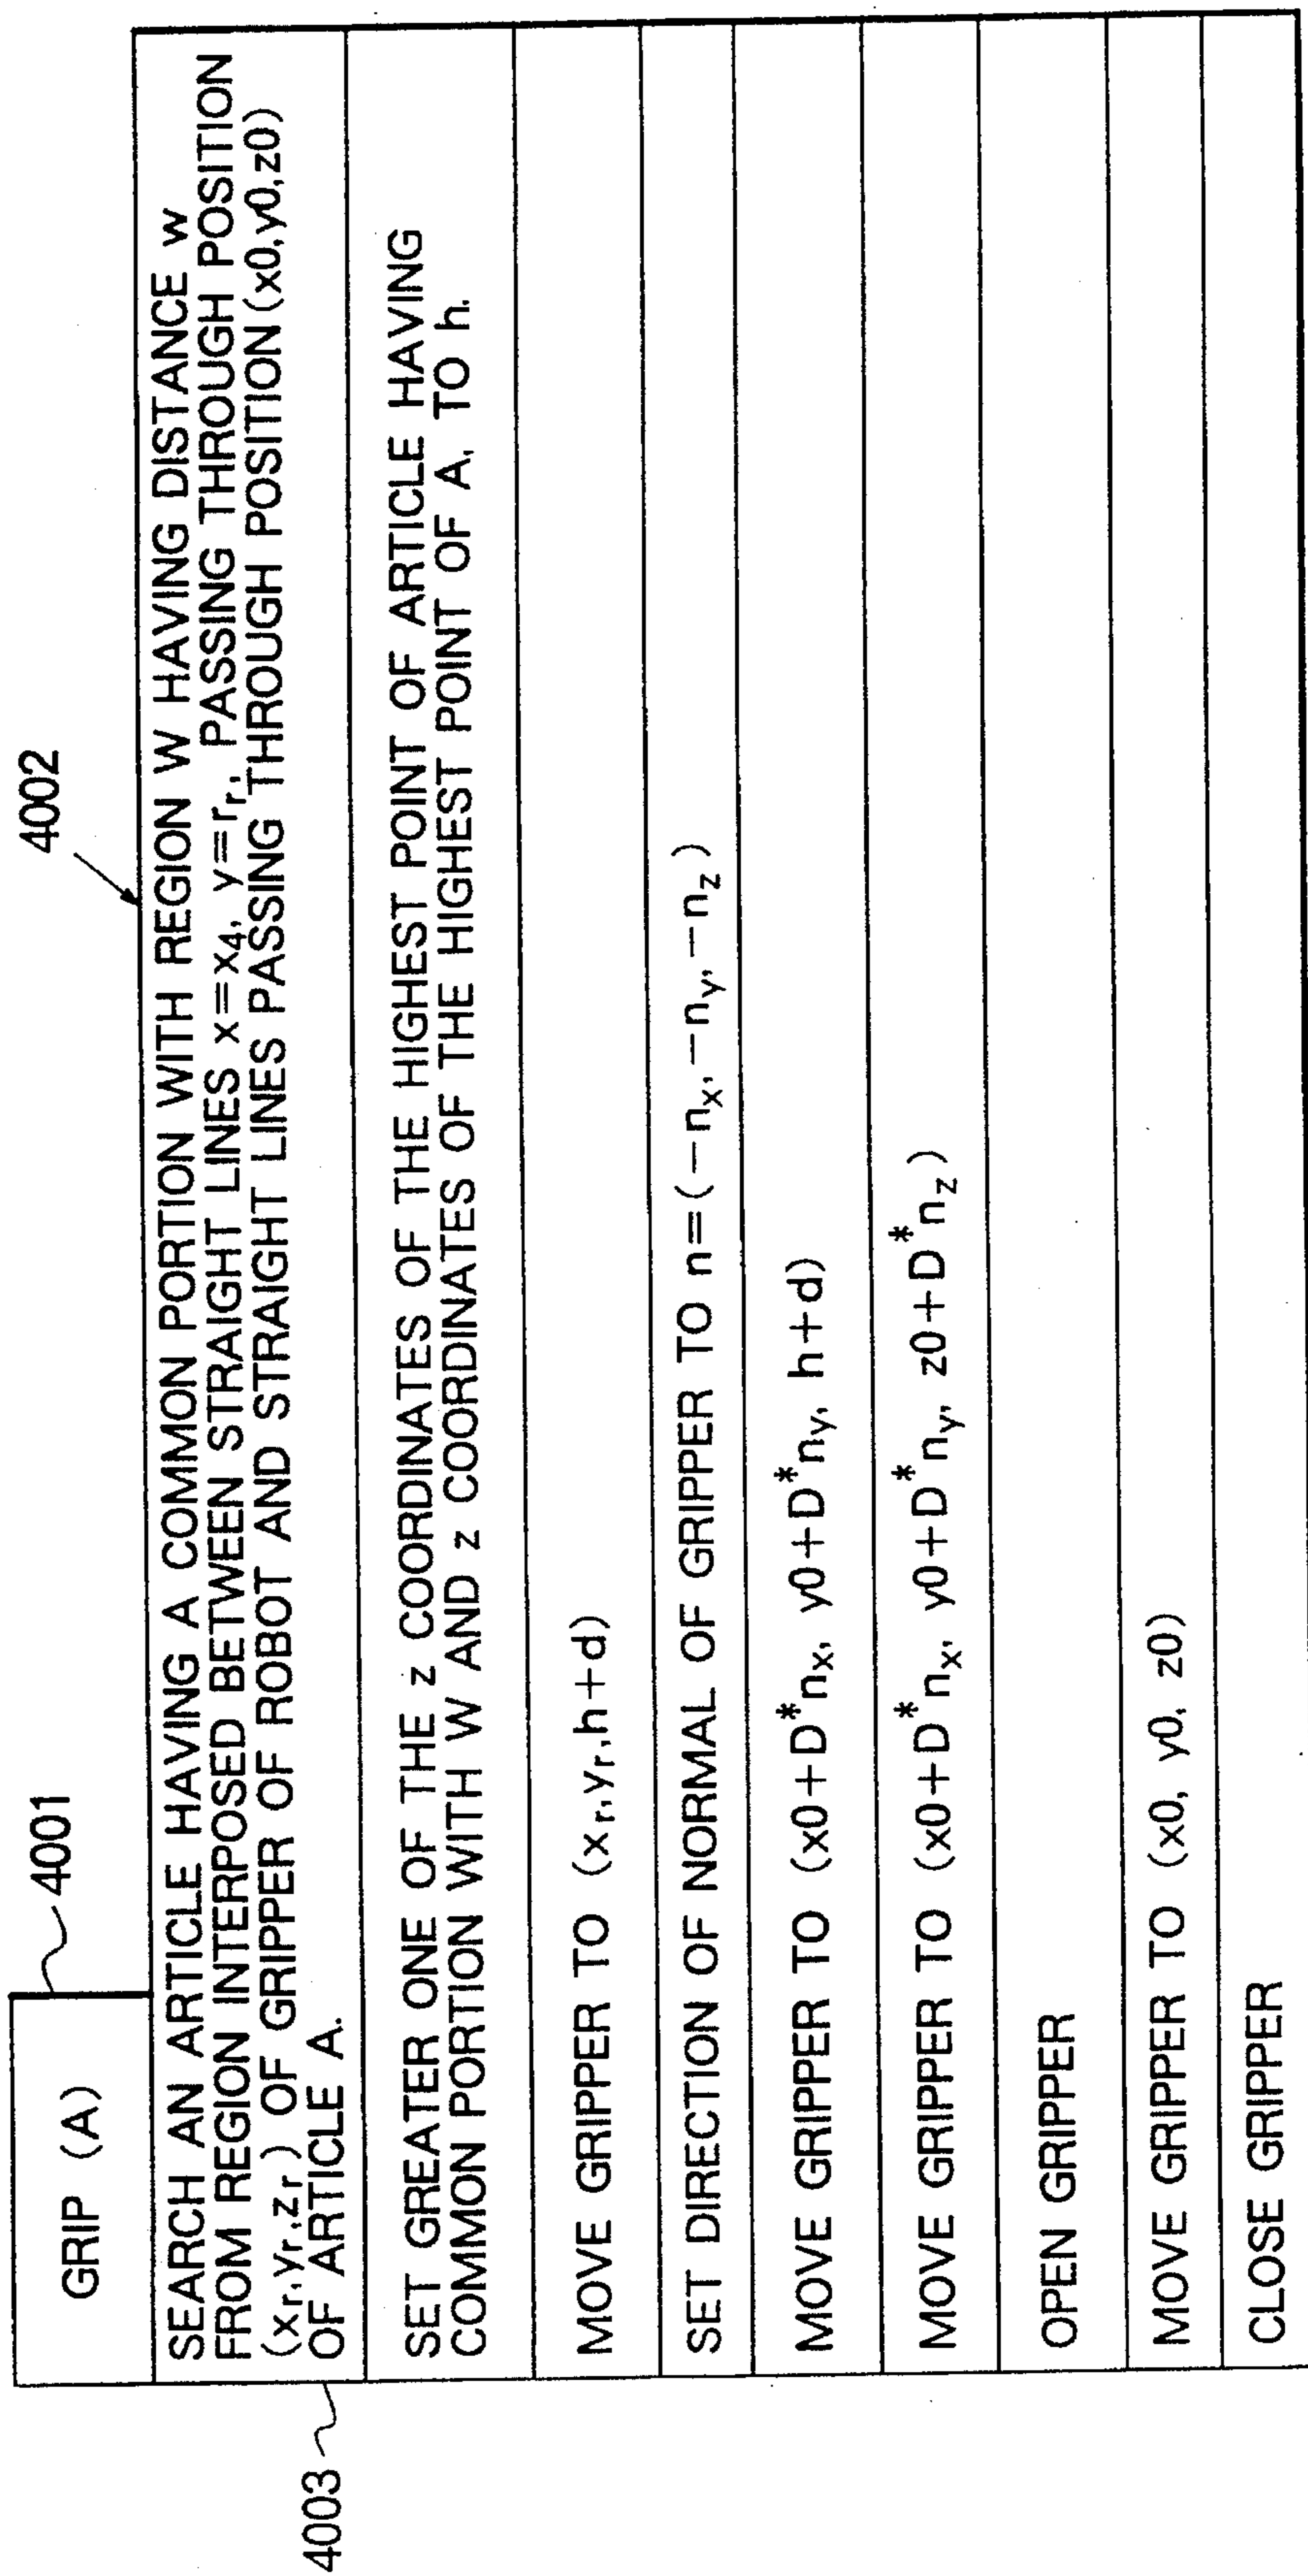 4001
4002
4003
GRIP (A)
SEARCH AN ARTICLE HAVING A COMMON PORTION WITH REGION W HAVING DISTANCE w
FROM REGION INTERPOSED BETWEEN STRAIGHT LINES x=x₄, y=rᵣ, PASSING THROUGH POSITION
(xᵣ,yᵣ,zᵣ) OF GRIPPER OF ROBOT AND STRAIGHT LINES PASSING THROUGH POSITION (x0,y0,z0)
OF ARTICLE A.
SET GREATER ONE OF THE z COORDINATES OF THE HIGHEST POINT OF ARTICLE HAVING
COMMON PORTION WITH W AND z COORDINATES OF THE HIGHEST POINT OF A, TO h.
MOVE GRIPPER TO (xᵣ,yᵣ,h+d)
SET DIRECTION OF NORMAL OF GRIPPER TO n=(-nₓ, -n_y, -n_z)
MOVE GRIPPER TO (x0+D*nₓ, y0+D*n_y, h+d)
MOVE GRIPPER TO (x0+D*nₓ, y0+D*n_y, z0+D*n_z)
OPEN GRIPPER
MOVE GRIPPER TO (x0, y0, z0)
CLOSE GRIPPER